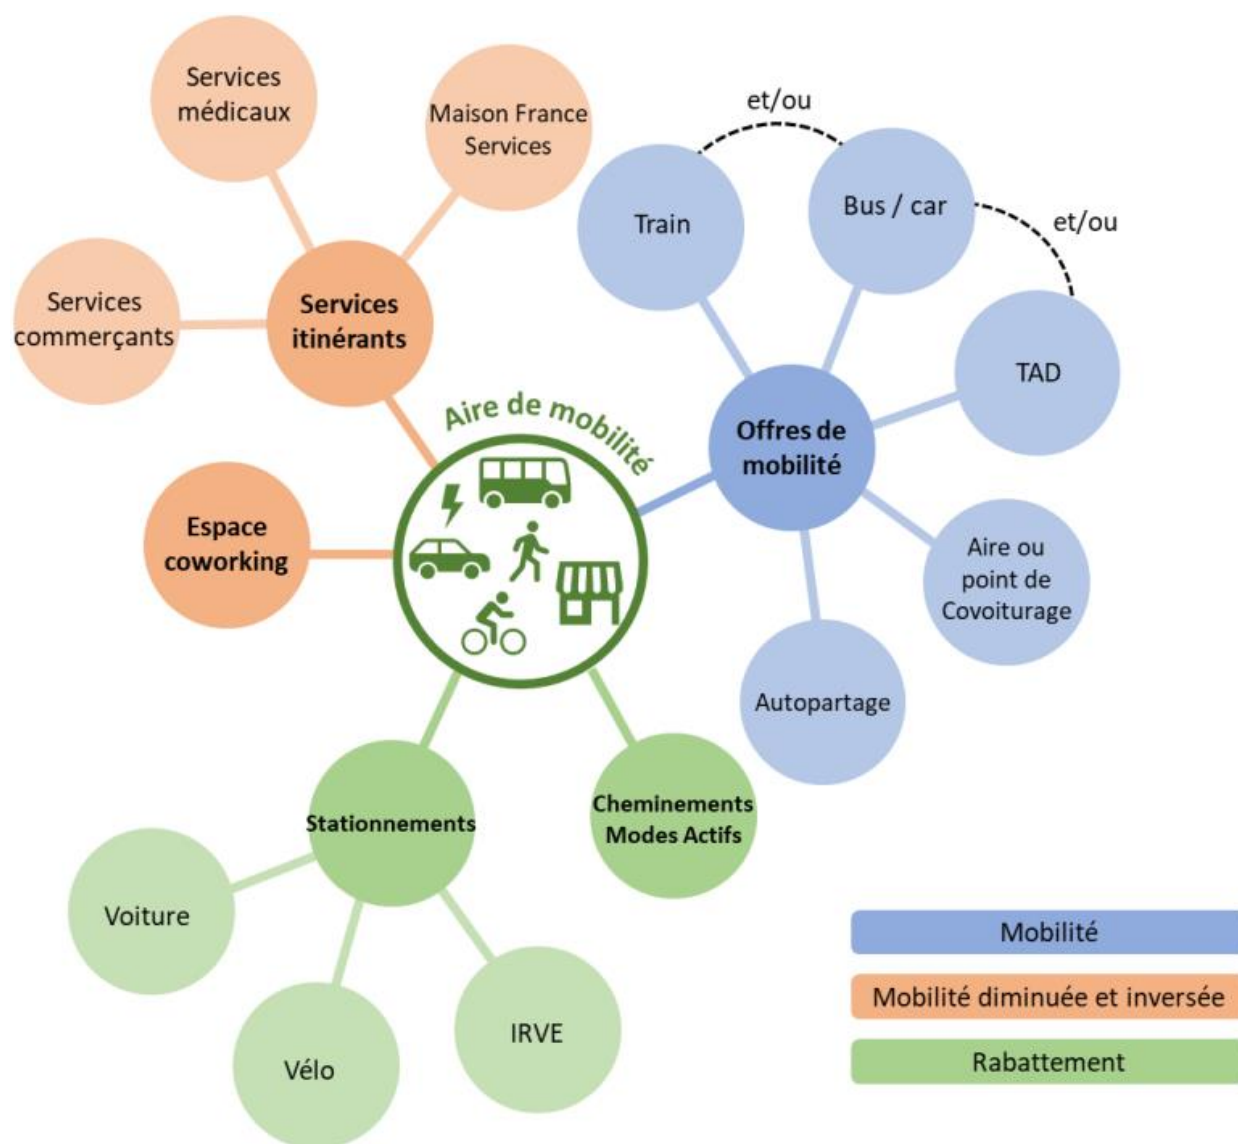 Services
médicaux
Maison France
Services
et/ou
Train
Bus / car
et/ou
Services
commerçants
Services
itinérants
TAD
Aire de mobilité
Offres de
mobilité
Espace
coworking
Aire ou
point de
Covoiturage
Autopartage
Stationnements
Cheminements
Modes Actifs
Voiture
Vélo
IRVE
Mobilité
Mobilité diminuée et inversée
Rabattement